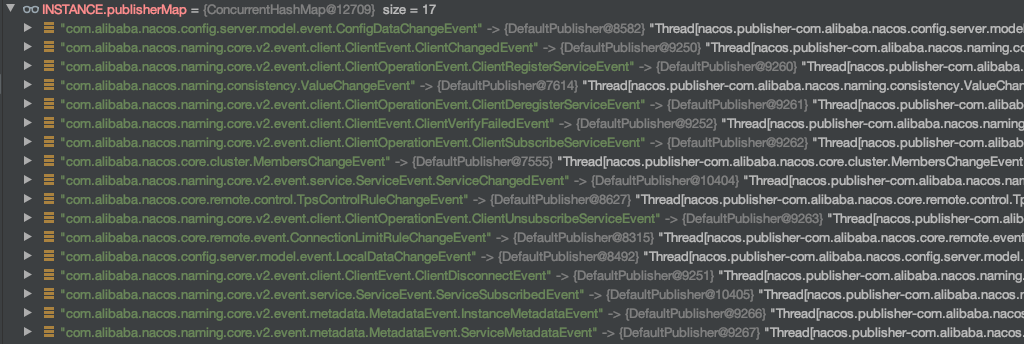 INSTANCE.publisherMap = {ConcurrentHashMap@12709} size = 17
"com.alibaba.nacos.config.server.model.event.ConfigDataChangeEvent" -> {DefaultPublisher@8582} "Thread[nacos.publisher-com.alibaba.nacos.config.server.model
"com.alibaba.nacos.naming.core.v2.event.client.ClientEvent.ClientChangedEvent" -> {DefaultPublisher@9250} "Thread[nacos.publisher-com.alibaba.nacos.naming.co
"com.alibaba.nacos.naming.core.v2.event.client.ClientOperationEvent.ClientRegisterServiceEvent" -> {DefaultPublisher@9260} "Thread[nacos.publisher-com.alibaba.
"com.alibaba.nacos.naming.consistency.ValueChangeEvent" -> {DefaultPublisher@7614} "Thread[nacos.publisher-com.alibaba.nacos.naming.consistency.ValueChan
"com.alibaba.nacos.naming.core.v2.event.client.ClientOperationEvent.ClientDeregisterServiceEvent" -> {DefaultPublisher@9261} "Thread[nacos.publisher-com.alibab
"com.alibaba.nacos.naming.core.v2.event.client.ClientEvent.ClientVerifyFailedEvent" -> {DefaultPublisher@9252} "Thread[nacos.publisher-com.alibaba.nacos.naming
"com.alibaba.nacos.naming.core.v2.event.client.ClientOperationEvent.ClientSubscribeServiceEvent" -> {DefaultPublisher@9262} "Thread[nacos.publisher-com.alibaba
"com.alibaba.nacos.core.cluster.MembersChangeEvent" -> {DefaultPublisher@7555} "Thread[nacos.publisher-com.alibaba.nacos.core.cluster.MembersChangeEvent
"com.alibaba.nacos.naming.core.v2.event.service.ServiceEvent.ServiceChangedEvent" -> {DefaultPublisher@10404} "Thread[nacos.publisher-com.alibaba.nacos.nan
"com.alibaba.nacos.core.remote.control.TpsControlRuleChangeEvent" -> {DefaultPublisher@8627} "Thread[nacos.publisher-com.alibaba.nacos.core.remote.control.T
"com.alibaba.nacos.naming.core.v2.event.client.ClientOperationEvent.ClientUnsubscribeServiceEvent" -> {DefaultPublisher@9263} "Thread[nacos.publisher-com.aliba
"com.alibaba.nacos.core.remote.event.ConnectionLimitRuleChangeEvent" -> {DefaultPublisher@8315} "Thread[nacos.publisher-com.alibaba.nacos.core.remote.event
"com.alibaba.nacos.config.server.model.event.LocalDataChangeEvent" -> {DefaultPublisher@8492} "Thread[nacos.publisher-com.alibaba.nacos.config.server.model.
"com.alibaba.nacos.naming.core.v2.event.client.ClientEvent.ClientDisconnectEvent" -> {DefaultPublisher@9251} "Thread[nacos.publisher-com.alibaba.nacos.naming.
"com.alibaba.nacos.naming.core.v2.event.service.ServiceEvent.ServiceSubscribedEvent" -> {DefaultPublisher@10405} "Thread[nacos.publisher-com.alibaba.nacos.n
"com.alibaba.nacos.naming.core.v2.event.metadata.MetadataEvent.InstanceMetadataEvent" -> {DefaultPublisher@9266} "Thread[nacos.publisher-com.alibaba.nacos.
"com.alibaba.nacos.naming.core.v2.event.metadata.MetadataEvent.ServiceMetadataEvent" -> {DefaultPublisher@9267} "Thread[nacos.publisher-com.alibaba.nacos.